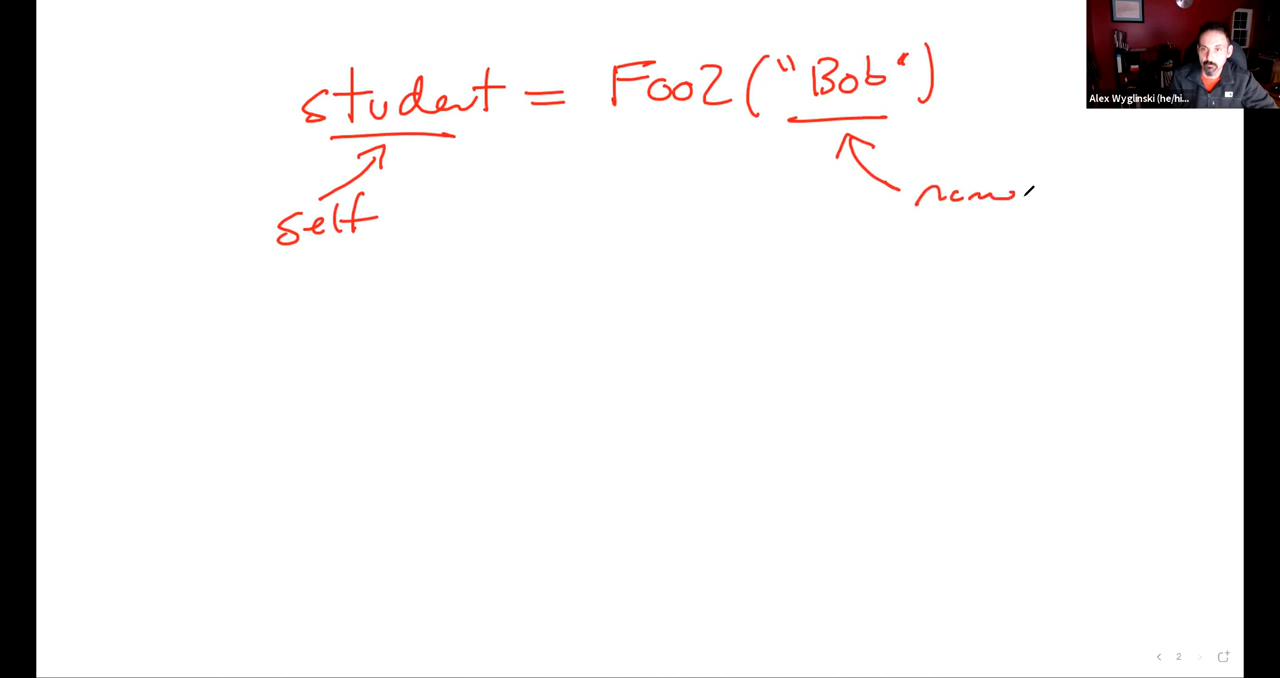 student = Foo2("Bob")
self
Alex Wyglinski (he/hi...
2